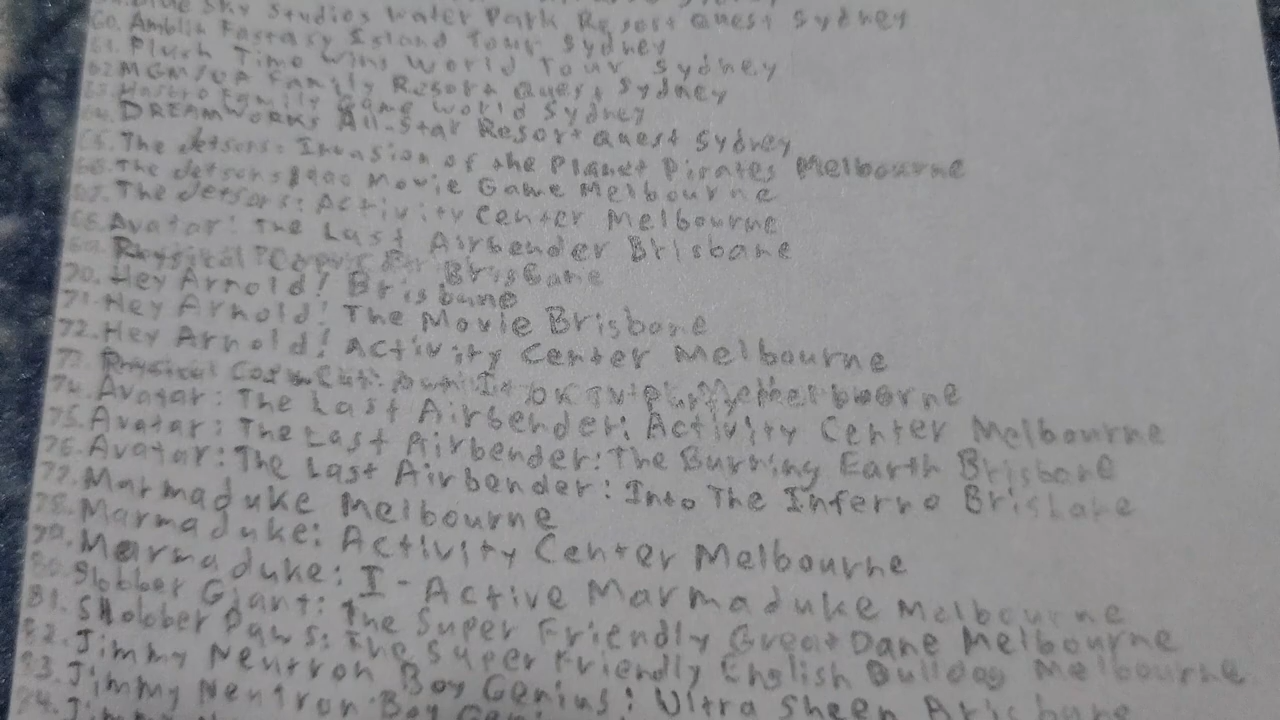 Blue Sky Studios Water Park Resort Quest Sydney
60. Amblin Fantasy Island Tour Sydney
61. Plush Time Wins World Tour Sydney
62. MGM/UA Family Resort Quest Sydney
63. Hasbro Family Game World Sydney
64. DREAMWORKS All-Star Resort Quest Sydney
65. The Jetsons: Invasion of the Planet Pirates Melbourne
66. The Jetsons 1990 Movie Game Melbourne
67. The Jetsons: Activity Center Melbourne
68. Avatar: The Last Airbender Brisbane
69. Brisbane
70. Hey Arnold! Brisbane
71. Hey Arnold! The Movie Brisbane
72. Hey Arnold! Activity Center Melbourne
73. Melbourne
74. Avatar: The Last Airbender: Activity Center Melbourne
75. Avatar: The Last Airbender: The Burning Earth Brisbane
76. Avatar: The Last Airbender: Into The Inferno Brisbane
77. Marmaduke Melbourne
78. Marmaduke: Activity Center Melbourne
79. Marmaduke: I-Active Marmaduke Melbourne
80. Slobber Giant: The Super Friendly Great Dane Melbourne
81. Slobber Paws: The Super Friendly English Bulldog Melbourne
82. Jimmy Neutron Boy Genius: Ultra Sheen Brisbane
83. Jimmy Neutron Boy
84.